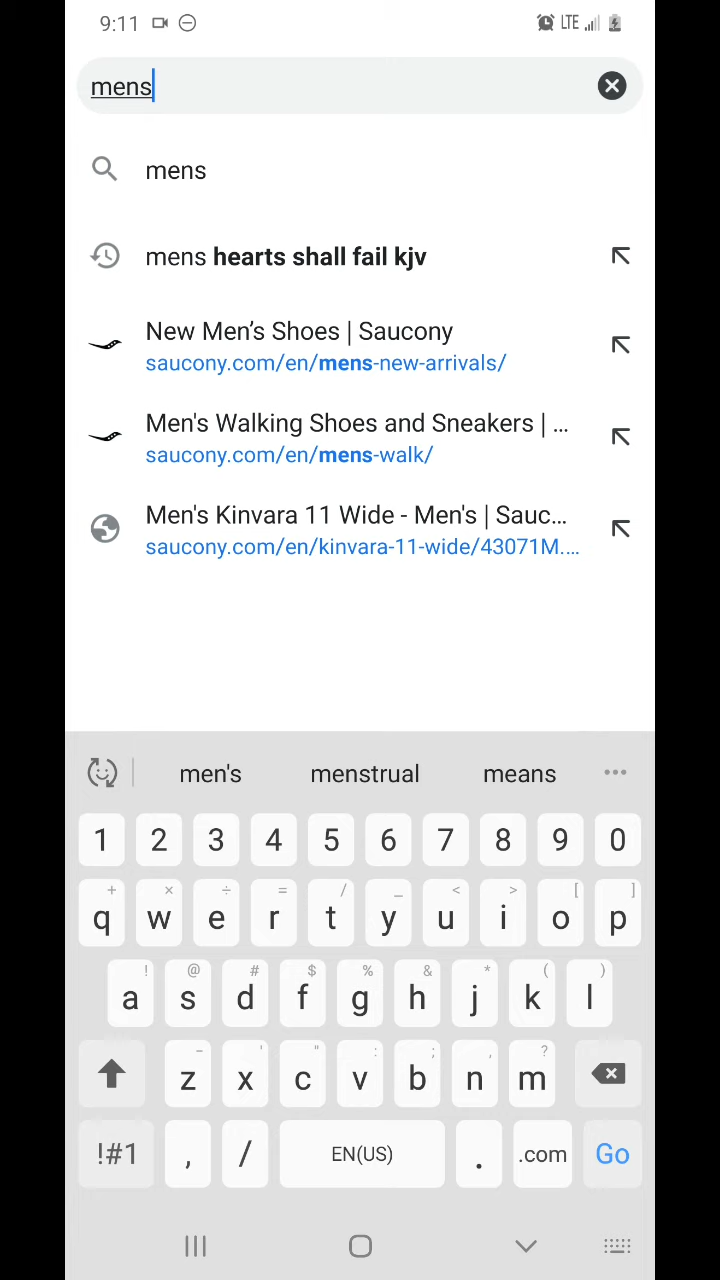 9:11 LTE
mens
mens
mens hearts shall fail kjv
New Men’s Shoes | Saucony
saucony.com/en/mens-new-arrivals/
Men's Walking Shoes and Sneakers | ...
saucony.com/en/mens-walk/
Men's Kinvara 11 Wide - Men's | Sauc...
saucony.com/en/kinvara-11-wide/43071M....
men's menstrual means
1 2 3 4 5 6 7 8 9 0
+ × ÷ = / _ < > [ ]
q w e r t y u i o p
! @ # $ % & * ( )
a s d f g h j k l
- ' " : ; , ?
z x c v b n m
!#1 , / EN(US) . .com Go